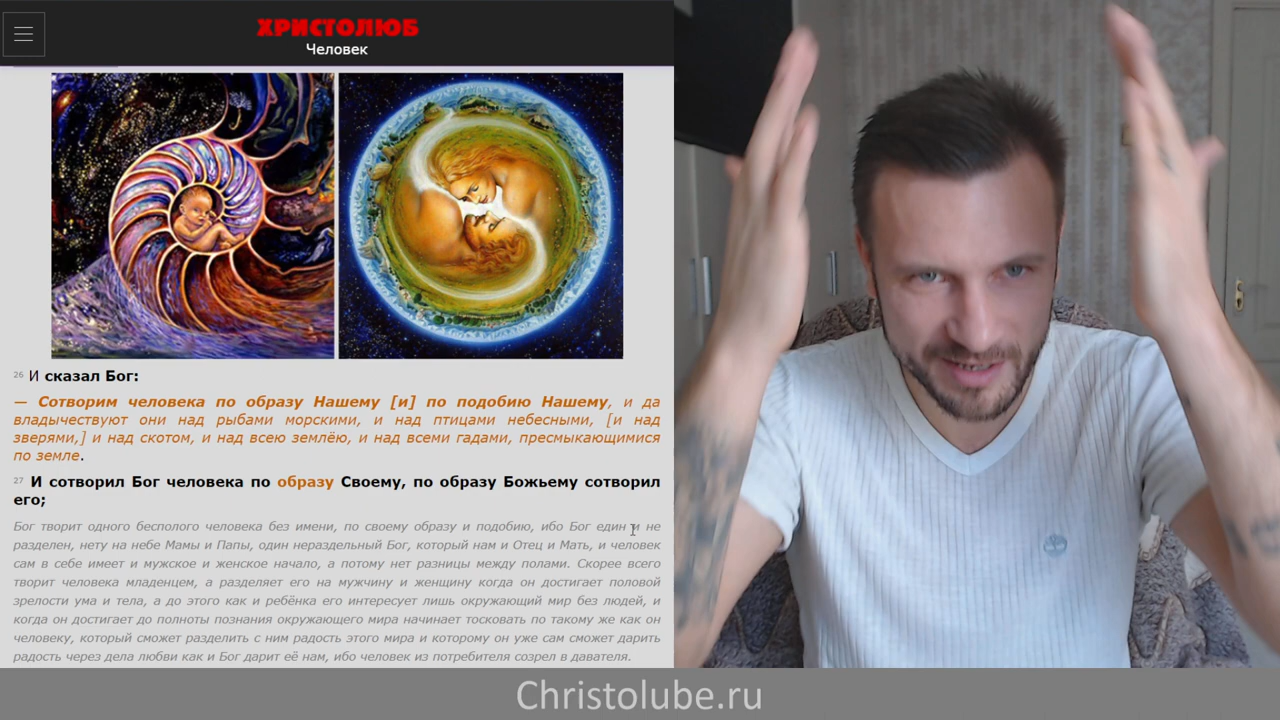 ХРИСТОЛЮБ
Человек
26 И сказал Бог:
— Сотворим человека по образу Нашему [и] по подобию Нашему, и да
владычествуют они над рыбами морскими, и над птицами небесными, [и над
зверями,] и над скотом, и над всею землёю, и над всеми гадами, пресмыкающимися
по земле.
27 И сотворил Бог человека по образу Своему, по образу Божьему сотворил
его;
Бог творит одного бесполого человека без имени, по своему образу и подобию, ибо Бог един и не
разделен, нету на небе Мамы и Папы, один нераздельный Бог, который нам и Отец и Мать, и человек
сам в себе имеет и мужское и женское начало, а потому нет разницы между полами. Скорее всего
творит человека младенцем, а разделяет его на мужчину и женщину когда он достигает половой
зрелости ума и тела, а до этого как и ребёнка его интересует лишь окружающий мир без людей, и
когда он достигает до полноты познания окружающего мира начинает тосковать по такому же как он
человеку, который сможет разделить с ним радость этого мира и которому он уже сам сможет дарить
радость через дела любви как и Бог дарит её нам, ибо человек из потребителя созрел в давателя.
Christolube.ru